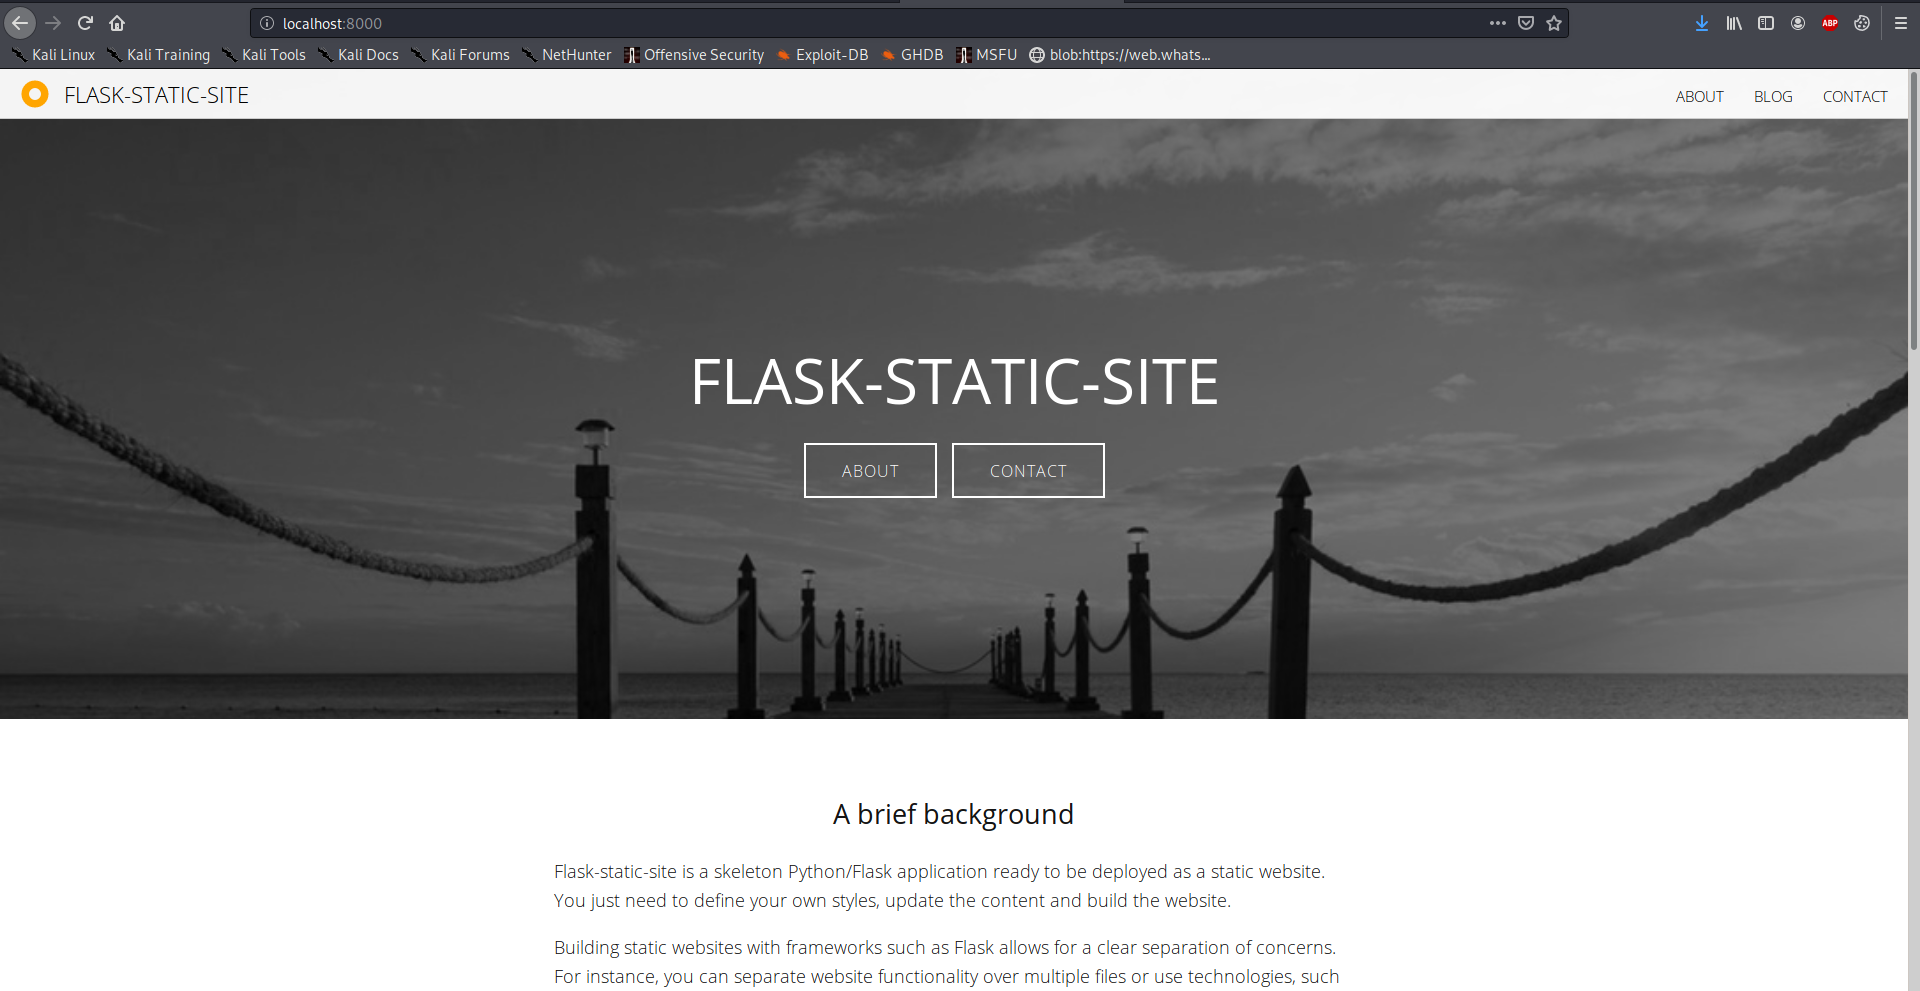 localhost:8000
Kali Linux Kali Training Kali Tools Kali Docs Kali Forums NetHunter Offensive Security Exploit-DB GHDB MSFU blob:https://web.whats...
ABP
FLASK-STATIC-SITE
ABOUT BLOG CONTACT
FLASK-STATIC-SITE
ABOUT CONTACT
A brief background
Flask-static-site is a skeleton Python/Flask application ready to be deployed as a static website.
You just need to define your own styles, update the content and build the website.
Building static websites with frameworks such as Flask allows for a clear separation of concerns.
For instance, you can separate website functionality over multiple files or use technologies, such